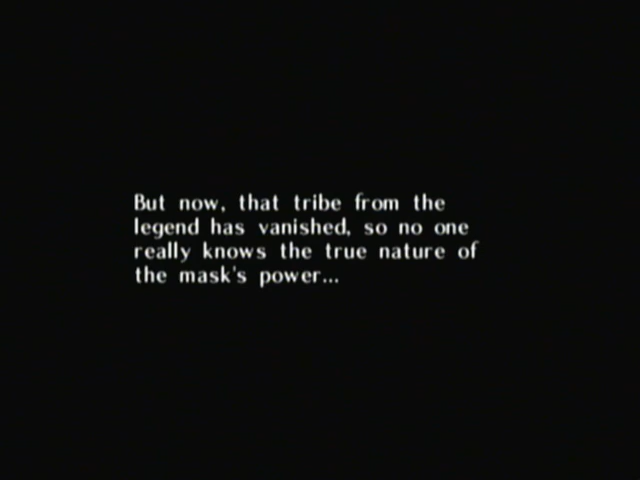 But now, that tribe from the
legend has vanished, so no one
really knows the true nature of
the mask's power...